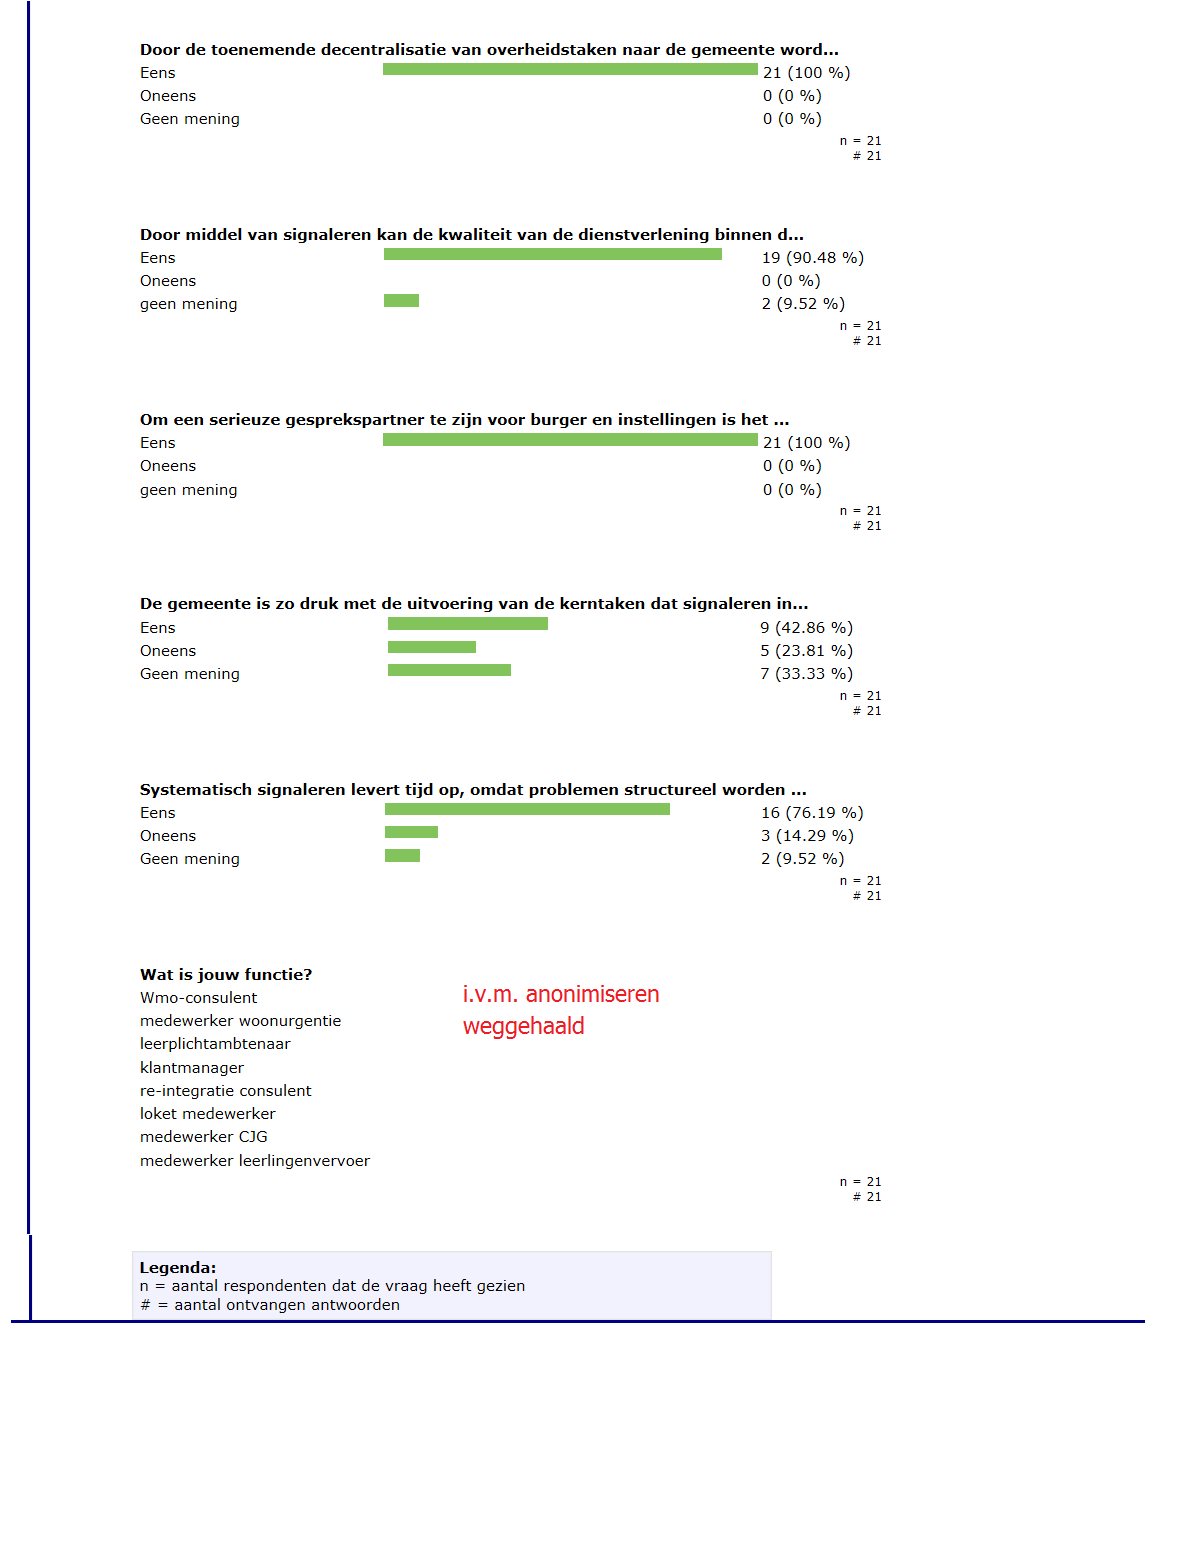 Door de toenemende decentralisatie van overheidstaken naar de gemeente word...
Eens 21 (100 %)
Oneens 0 (0 %)
Geen mening 0 (0 %)
n = 21
# 21
Door middel van signaleren kan de kwaliteit van de dienstverlening binnen d...
Eens 19 (90.48 %)
Oneens 0 (0 %)
geen mening 2 (9.52 %)
n = 21
# 21
Om een serieuze gesprekspartner te zijn voor burger en instellingen is het ...
Eens 21 (100 %)
Oneens 0 (0 %)
geen mening 0 (0 %)
n = 21
# 21
De gemeente is zo druk met de uitvoering van de kerntaken dat signaleren in...
Eens 9 (42.86 %)
Oneens 5 (23.81 %)
Geen mening 7 (33.33 %)
n = 21
# 21
Systematisch signaleren levert tijd op, omdat problemen structureel worden ...
Eens 16 (76.19 %)
Oneens 3 (14.29 %)
Geen mening 2 (9.52 %)
n = 21
# 21
Wat is jouw functie?
Wmo-consulent
medewerker woonurgentie
leerplichtambtenaar
klantmanager
re-integratie consulent
loket medewerker
medewerker CJG
medewerker leerlingenvervoer
i.v.m. anonimiseren
weggehaald
n = 21
# 21
Legenda:
n = aantal respondenten dat de vraag heeft gezien
# = aantal ontvangen antwoorden